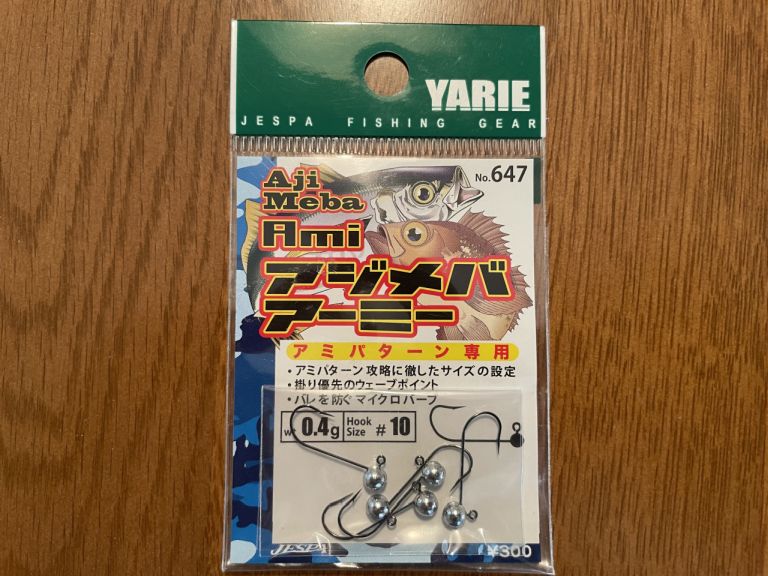 YARIE
JESPA FISHING GEAR
No.647
Aji
Meba
Ami
アジメバ
アーミー
アミパターン専用
・アミパターン攻略に徹したサイズの設定
・掛り優先のウェーブポイント
・バレを防ぐマイクロバーブ
wt 0.4g Hook Size #10
JESPA
¥300